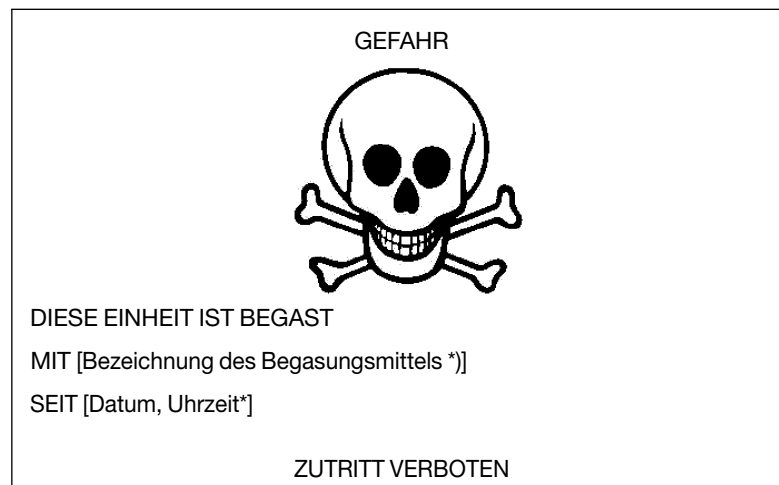 GEFAHR
DIESE EINHEIT IST BEGAST
MIT [Bezeichnung des Begasungsmittels *)]
SEIT [Datum, Uhrzeit*]
ZUTRITT VERBOTEN